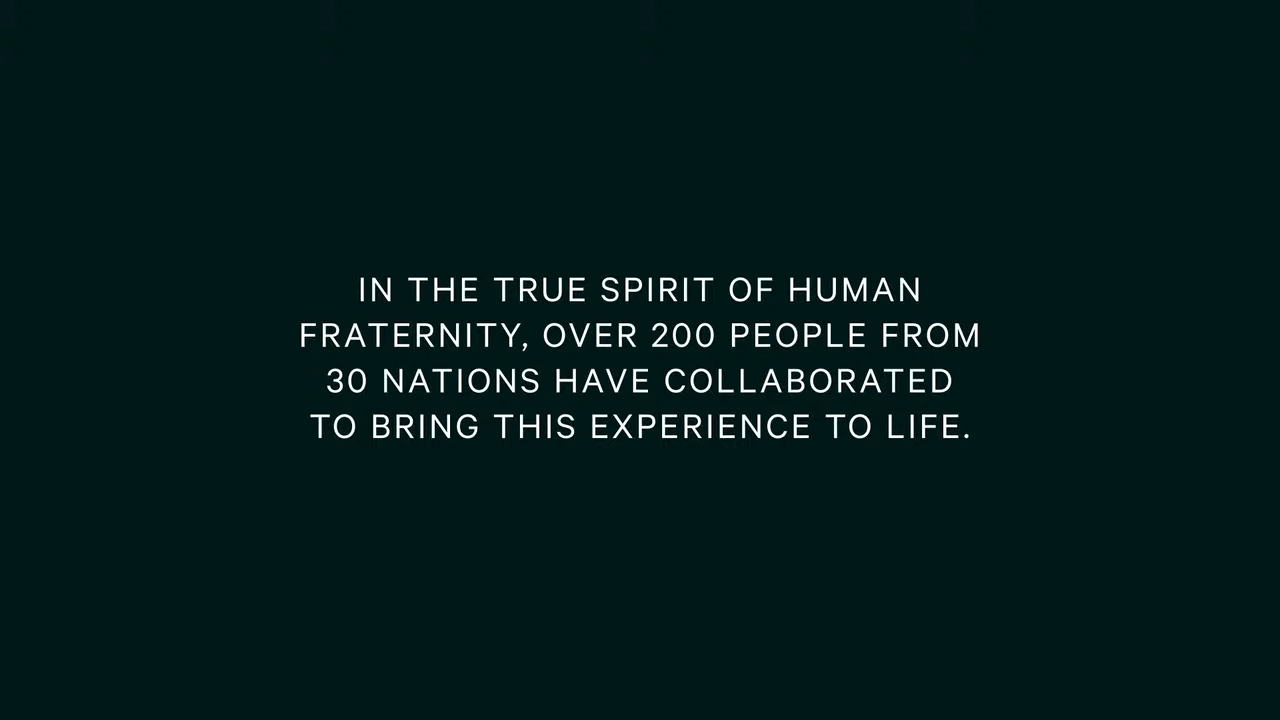 IN THE TRUE SPIRIT OF HUMAN
FRATERNITY, OVER 200 PEOPLE FROM
30 NATIONS HAVE COLLABORATED
TO BRING THIS EXPERIENCE TO LIFE.